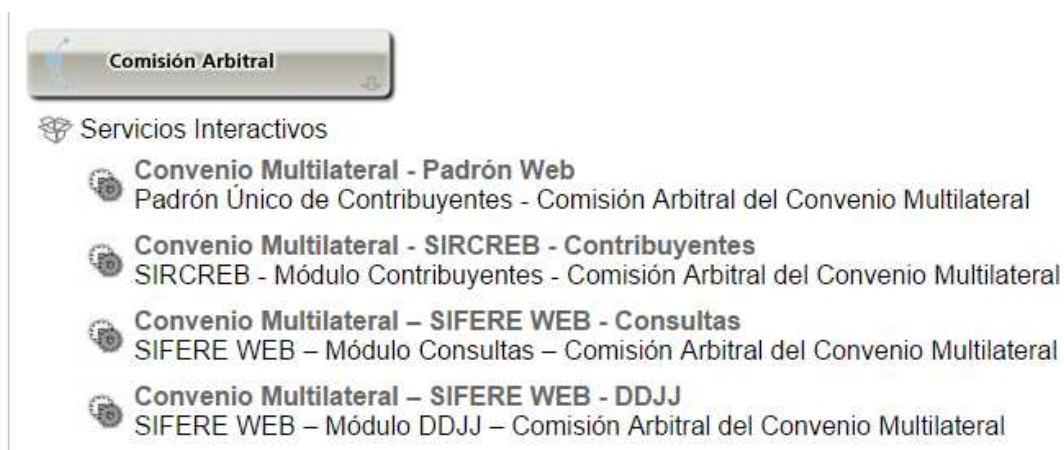 Comisión Arbitral
Servicios Interactivos
Convenio Multilateral - Padrón Web
Padrón Único de Contribuyentes - Comisión Arbitral del Convenio Multilateral
Convenio Multilateral - SIRCREB - Contribuyentes
SIRCREB - Módulo Contribuyentes - Comisión Arbitral del Convenio Multilateral
Convenio Multilateral – SIFERE WEB - Consultas
SIFERE WEB – Módulo Consultas – Comisión Arbitral del Convenio Multilateral
Convenio Multilateral – SIFERE WEB - DDJJ
SIFERE WEB – Módulo DDJJ – Comisión Arbitral del Convenio Multilateral